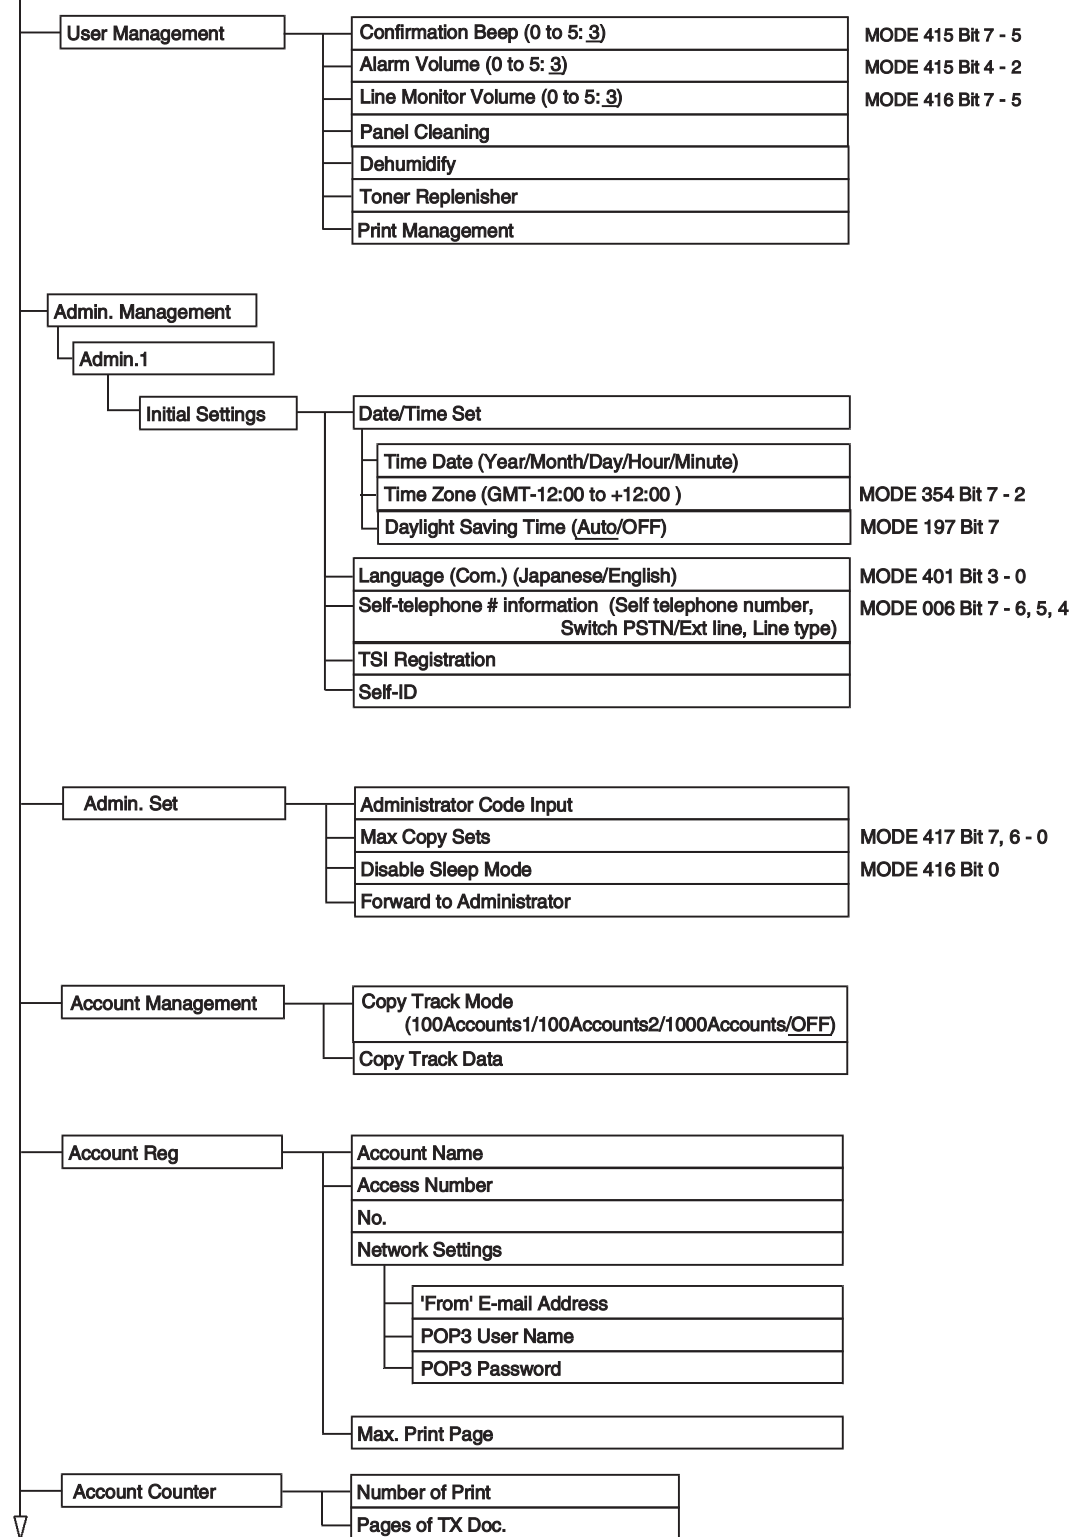 User Management
Confirmation Beep (0 to 5: 3) MODE 415 Bit 7 - 5
Alarm Volume (0 to 5: 3) MODE 415 Bit 4 - 2
Line Monitor Volume (0 to 5: 3) MODE 416 Bit 7 - 5
Panel Cleaning
Dehumidify
Toner Replenisher
Print Management
Admin. Management
Admin.1
Initial Settings
Date/Time Set
Time Date (Year/Month/Day/Hour/Minute)
Time Zone (GMT-12:00 to +12:00 ) MODE 354 Bit 7 - 2
Daylight Saving Time (Auto/OFF) MODE 197 Bit 7
Language (Com.) (Japanese/English) MODE 401 Bit 3 - 0
Self-telephone # information (Self telephone number, MODE 006 Bit 7 - 6, 5, 4
Switch PSTN/Ext line, Line type)
TSI Registration
Self-ID
Admin. Set
Administrator Code Input
Max Copy Sets MODE 417 Bit 7, 6 - 0
Disable Sleep Mode MODE 416 Bit 0
Forward to Administrator
Account Management
Copy Track Mode
(100Accounts1/100Accounts2/1000Accounts/OFF)
Copy Track Data
Account Reg
Account Name
Access Number
No.
Network Settings
'From' E-mail Address
POP3 User Name
POP3 Password
Max. Print Page
Account Counter
Number of Print
Pages of TX Doc.